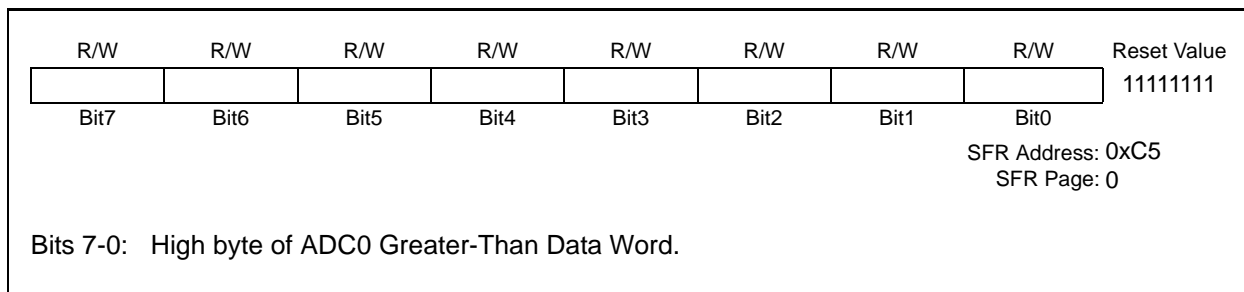 R/W R/W R/W R/W R/W R/W R/W R/W Reset Value
11111111
Bit7 Bit6 Bit5 Bit4 Bit3 Bit2 Bit1 Bit0
SFR Address: 0xC5
SFR Page: 0
Bits 7-0: High byte of ADC0 Greater-Than Data Word.